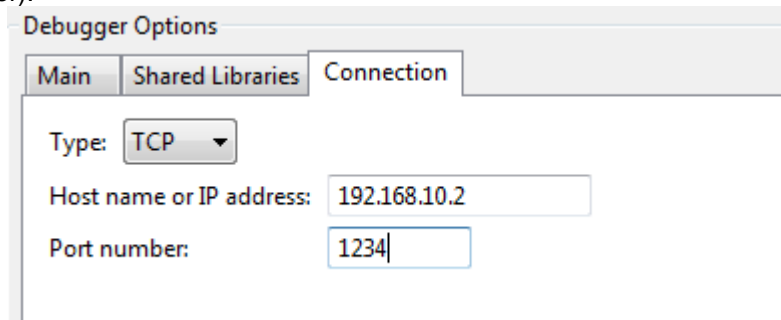 Debugger Options
Main Shared Libraries Connection
Type: TCP
Host name or IP address: 192.168.10.2
Port number: 1234